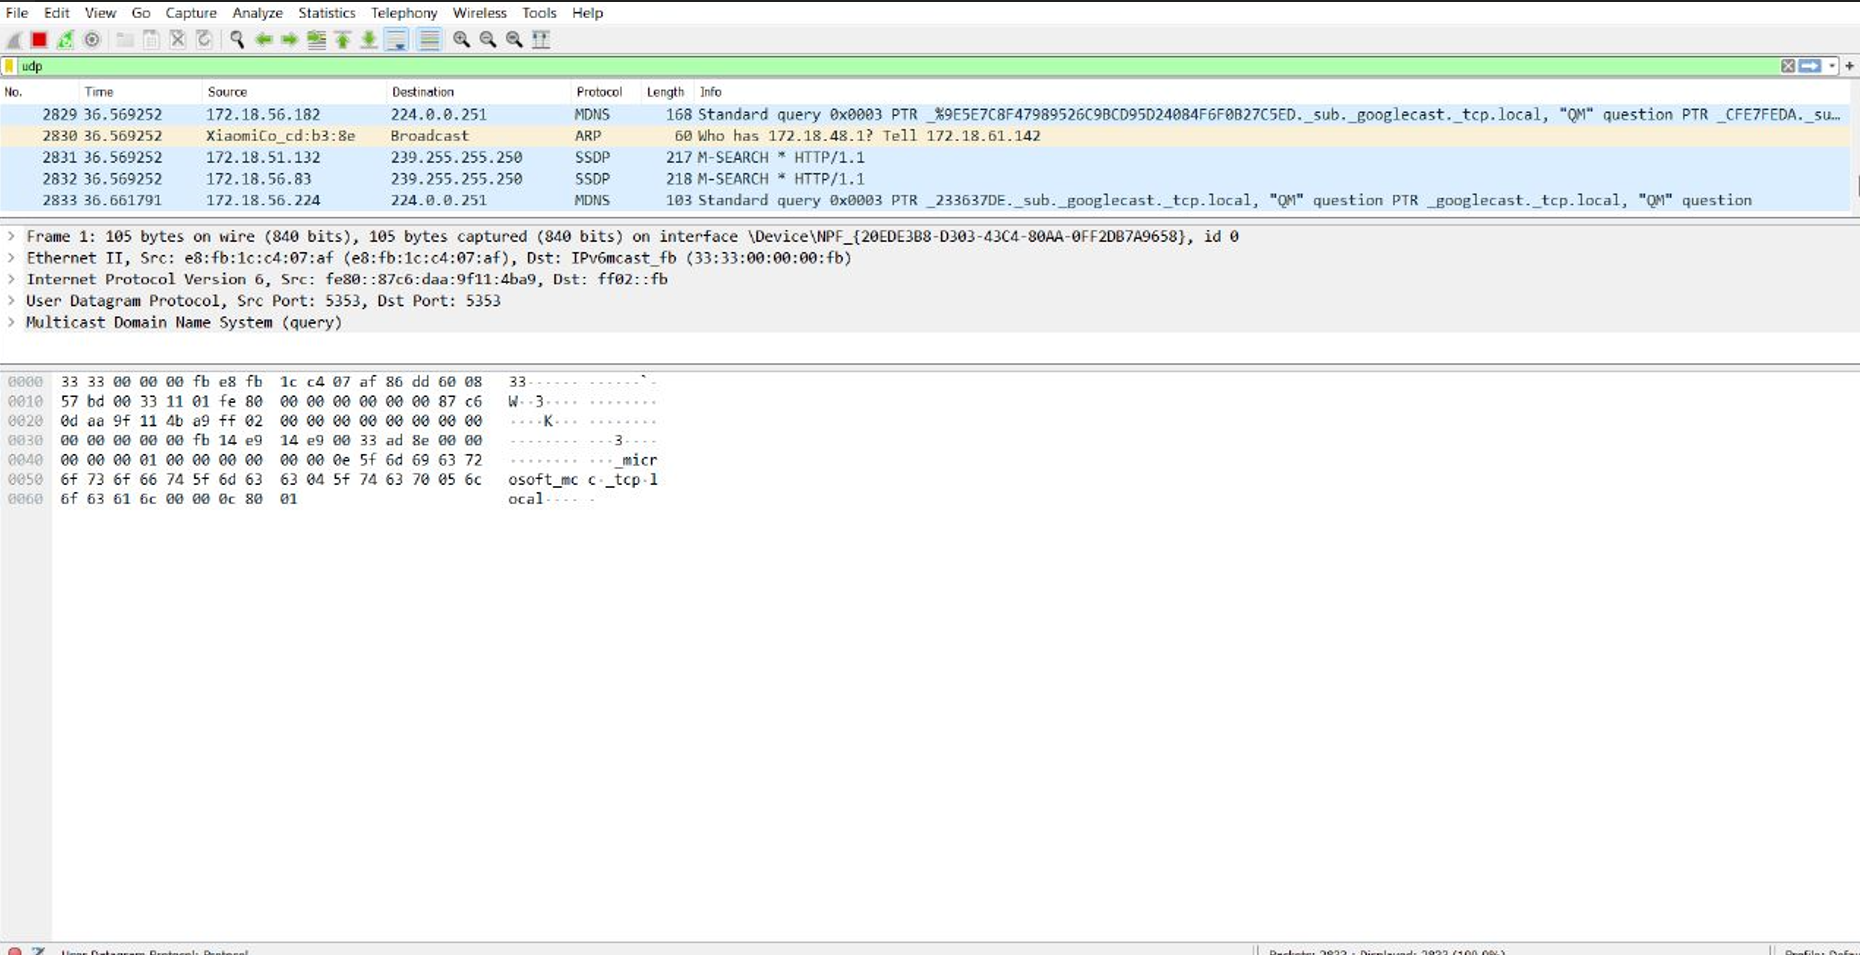 File Edit View Go Capture Analyze Statistics Telephony Wireless Tools Help
udp
No. Time Source Destination Protocol Length Info
2829 36.569252 172.18.56.182 224.0.0.251 MDNS 168 Standard query 0x0003 PTR _%9E5E7C8F47989526C9BCD95D24084F6F0B27C5ED._sub._googlecast._tcp.local, "QM" question PTR _CFE7FEDA._su…
2830 36.569252 XiaomiCo_cd:b3:8e Broadcast ARP 60 Who has 172.18.48.1? Tell 172.18.61.142
2831 36.569252 172.18.51.132 239.255.255.250 SSDP 217 M-SEARCH * HTTP/1.1
2832 36.569252 172.18.56.83 239.255.255.250 SSDP 218 M-SEARCH * HTTP/1.1
2833 36.661791 172.18.56.224 224.0.0.251 MDNS 103 Standard query 0x0003 PTR _233637DE._sub._googlecast._tcp.local, "QM" question PTR _googlecast._tcp.local, "QM" question
Frame 1: 105 bytes on wire (840 bits), 105 bytes captured (840 bits) on interface \Device\NPF_{20EDE3B8-D303-43C4-80AA-0FF2DB7A9658}, id 0
Ethernet II, Src: e8:fb:1c:c4:07:af (e8:fb:1c:c4:07:af), Dst: IPv6mcast_fb (33:33:00:00:00:fb)
Internet Protocol Version 6, Src: fe80::87c6:daa:9f11:4ba9, Dst: ff02::fb
User Datagram Protocol, Src Port: 5353, Dst Port: 5353
Multicast Domain Name System (query)
0000 33 33 00 00 00 fb e8 fb 1c c4 07 af 86 dd 60 08 33······ ······`·
0010 57 bd 00 33 11 01 fe 80 00 00 00 00 00 00 87 c6 W··3···· ········
0020 0d aa 9f 11 4b a9 ff 02 00 00 00 00 00 00 00 00 ····K··· ········
0030 00 00 00 00 00 fb 14 e9 14 e9 00 33 ad 8e 00 00 ········ ···3····
0040 00 00 00 01 00 00 00 00 00 00 0e 5f 6d 69 63 72 ········ ···_micr
0050 6f 73 6f 66 74 5f 6d 63 63 04 5f 74 63 70 05 6c osoft_mc c·_tcp·l
0060 6f 63 61 6c 00 00 0c 80 01 ocal···· ·
User Datagram Protocol: Protocol Packets: 2833 · Displayed: 2833 (100.0%)